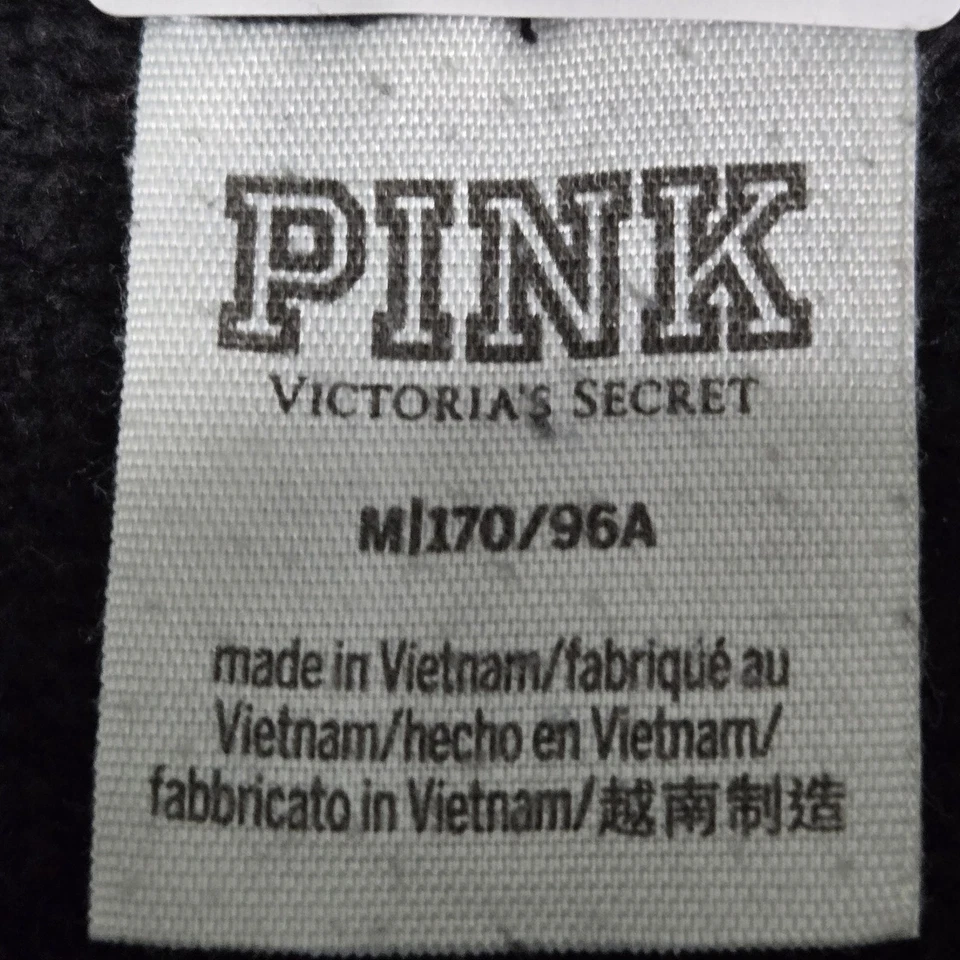 PINK
VICTORIA'S SECRET
M|170/96A
made in Vietnam/fabriqué au
Vietnam/hecho en Vietnam/
fabbricato in Vietnam/越南制造